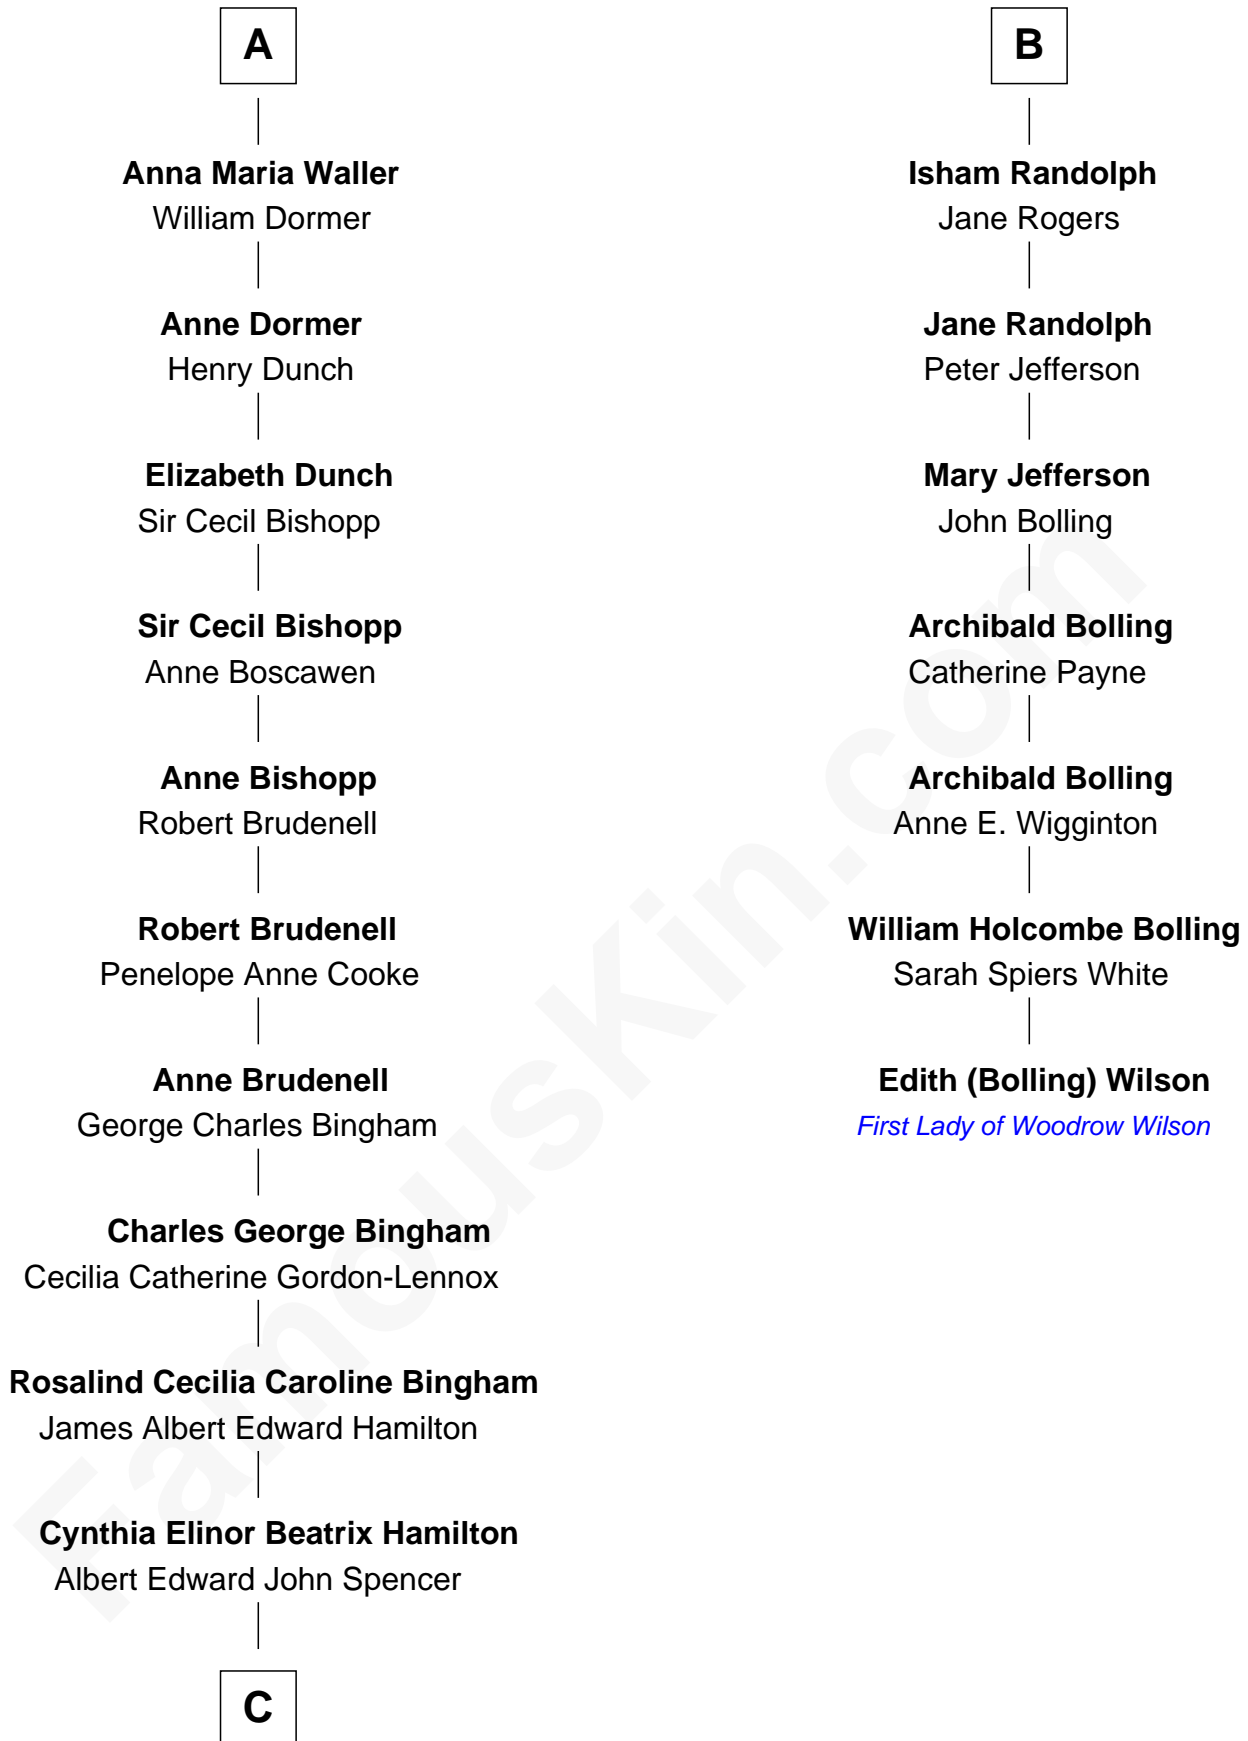 A
Anna Maria Waller
William Dormer
Anne Dormer
Henry Dunch
Elizabeth Dunch
Sir Cecil Bishopp
Sir Cecil Bishopp
Anne Boscawen
Anne Bishopp
Robert Brudenell
Robert Brudenell
Penelope Anne Cooke
Anne Brudenell
George Charles Bingham
Charles George Bingham
Cecilia Catherine Gordon-Lennox
Rosalind Cecilia Caroline Bingham
James Albert Edward Hamilton
Cynthia Elinor Beatrix Hamilton
Albert Edward John Spencer
C
B
Isham Randolph
Jane Rogers
Jane Randolph
Peter Jefferson
Mary Jefferson
John Bolling
Archibald Bolling
Catherine Payne
Archibald Bolling
Anne E. Wigginton
William Holcombe Bolling
Sarah Spiers White
Edith (Bolling) Wilson
First Lady of Woodrow Wilson
FamousKin.com